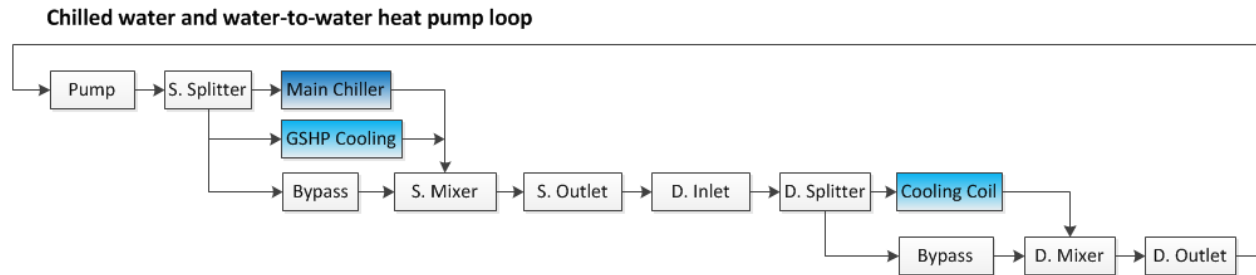 Chilled water and water-to-water heat pump loop
Pump
S. Splitter
Main Chiller
GSHP Cooling
Bypass
S. Mixer
S. Outlet
D. Inlet
D. Splitter
Cooling Coil
Bypass
D. Mixer
D. Outlet